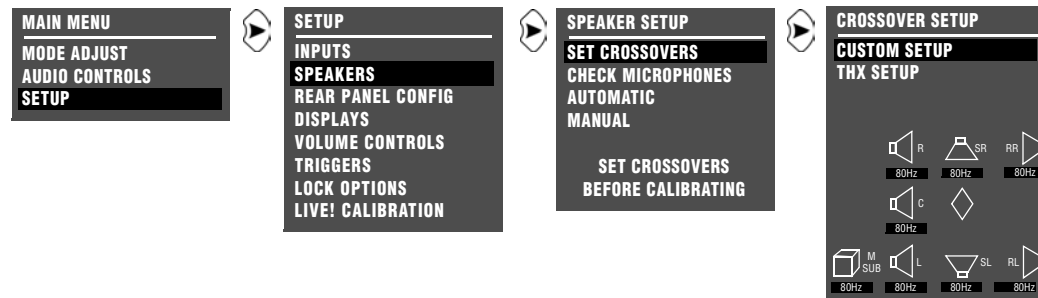 MAIN MENU
MODE ADJUST
AUDIO CONTROLS
SETUP
SETUP
INPUTS
SPEAKERS
REAR PANEL CONFIG
DISPLAYS
VOLUME CONTROLS
TRIGGERS
LOCK OPTIONS
LIVE! CALIBRATION
SPEAKER SETUP
SET CROSSOVERS
CHECK MICROPHONES
AUTOMATIC
MANUAL
SET CROSSOVERS
BEFORE CALIBRATING
CROSSOVER SETUP
CUSTOM SETUP
THX SETUP
R SR RR
80Hz 80Hz 80Hz
C
80Hz
M SUB L SL RL
80Hz 80Hz 80Hz 80Hz